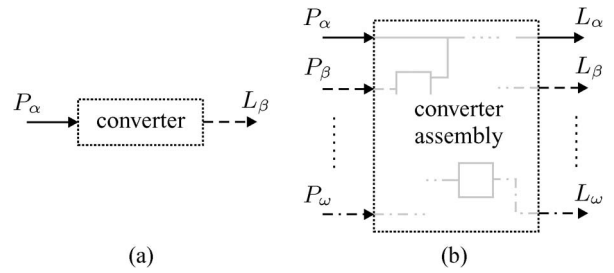 P_α
converter
L_β
(a)
P_α
L_α
P_β
L_β
converter
assembly
P_ω
L_ω
(b)